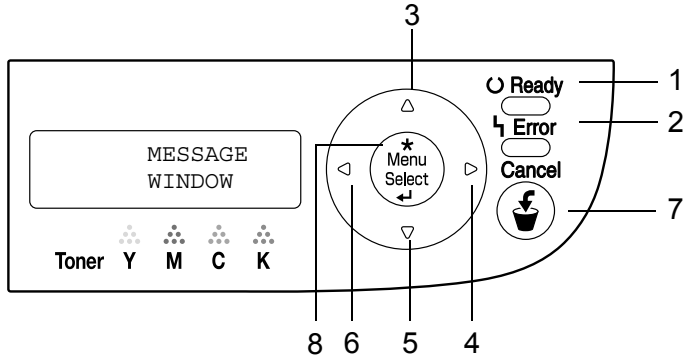 3
Ready 1
Error 2
MESSAGE
WINDOW
* Menu
Select
Cancel
7
Toner Y M C K
8 6 5 4